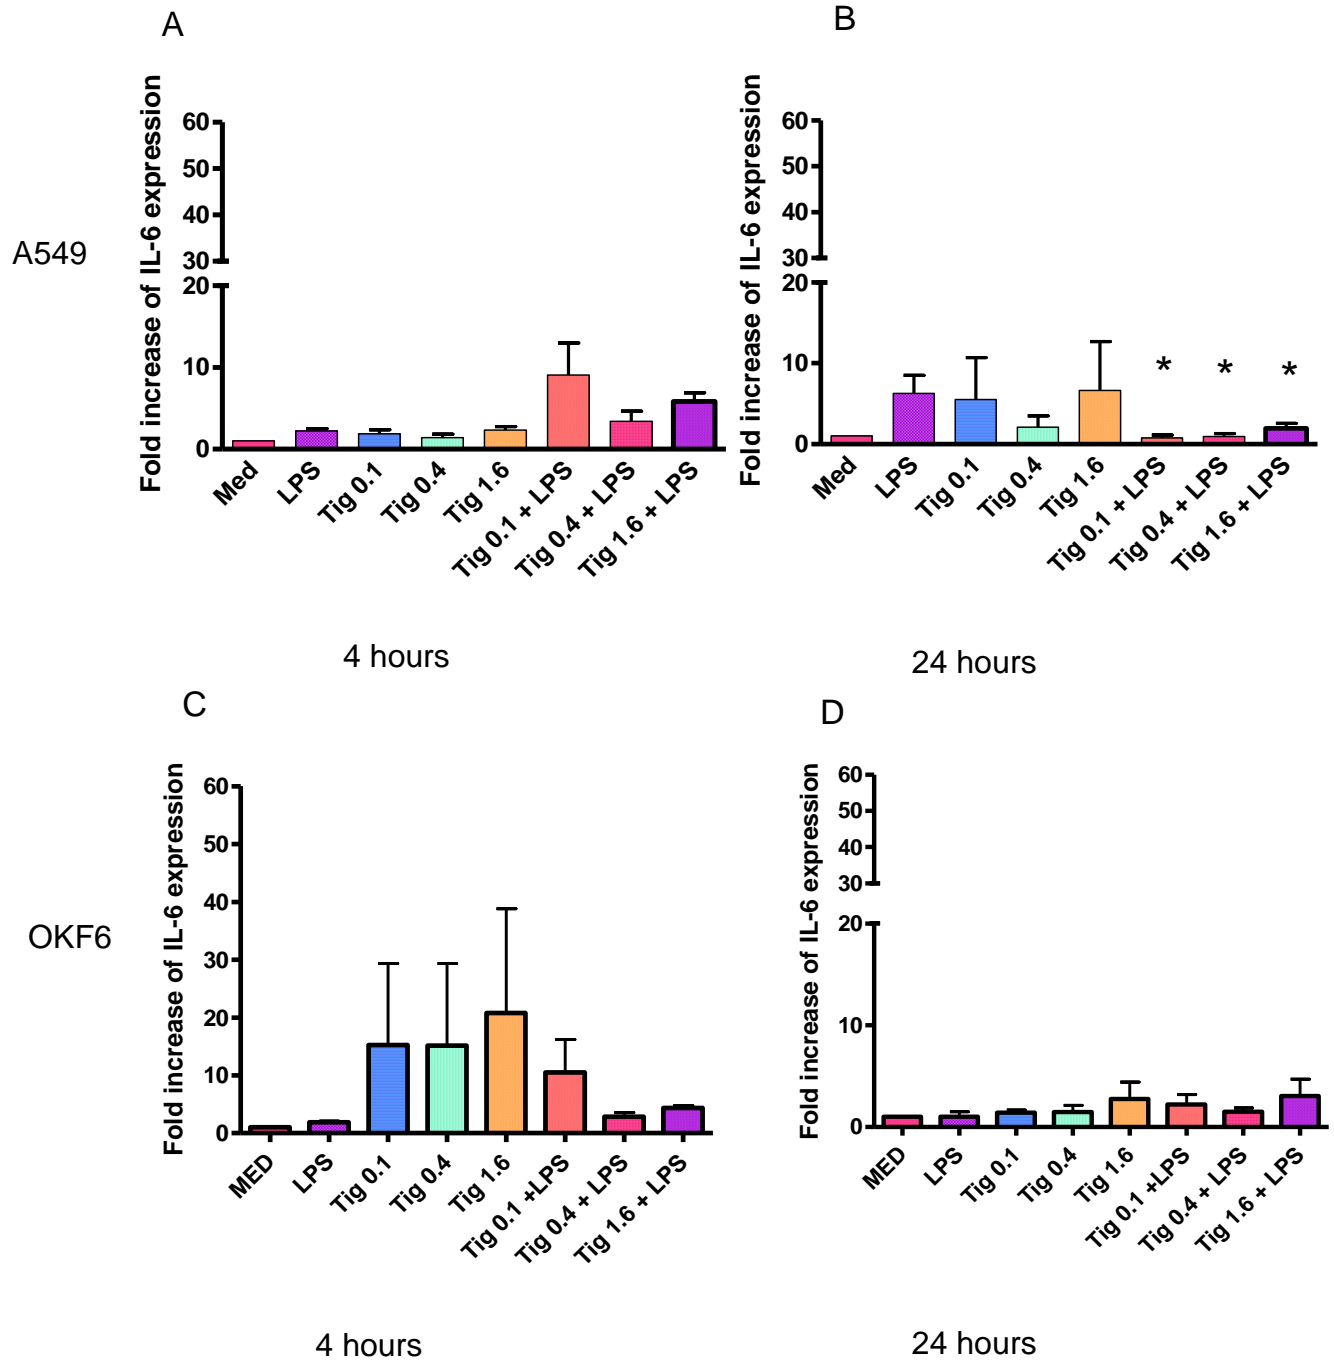 A
B
Fold increase of IL-6 expression
60
50
40
30
20
10
0
Fold increase of IL-6 expression
60
50
40
30
20
10
0
A549
Med
LPS
Tig 0.1
Tig 0.4
Tig 1.6
Tig 0.1 + LPS
Tig 0.4 + LPS
Tig 1.6 + LPS
* * *
Med
LPS
Tig 0.1
Tig 0.4
Tig 1.6
Tig 0.1 + LPS
Tig 0.4 + LPS
Tig 1.6 + LPS
4 hours
24 hours
C
D
Fold increase of IL-6 expression
60
50
40
30
20
10
0
Fold increase of IL-6 expression
60
50
40
30
20
10
0
OKF6
MED
LPS
Tig 0.1
Tig 0.4
Tig 1.6
Tig 0.1 +LPS
Tig 0.4 + LPS
Tig 1.6 + LPS
MED
LPS
Tig 0.1
Tig 0.4
Tig 1.6
Tig 0.1 +LPS
Tig 0.4 + LPS
Tig 1.6 + LPS
4 hours
24 hours